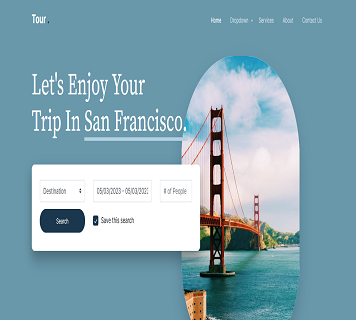 Tour .
Home Dropdown Services About Contact Us
Let's Enjoy Your
Trip In San Francisco.
Destination 05/03/2023 - 05/03/2023 # of People
Search Save this search